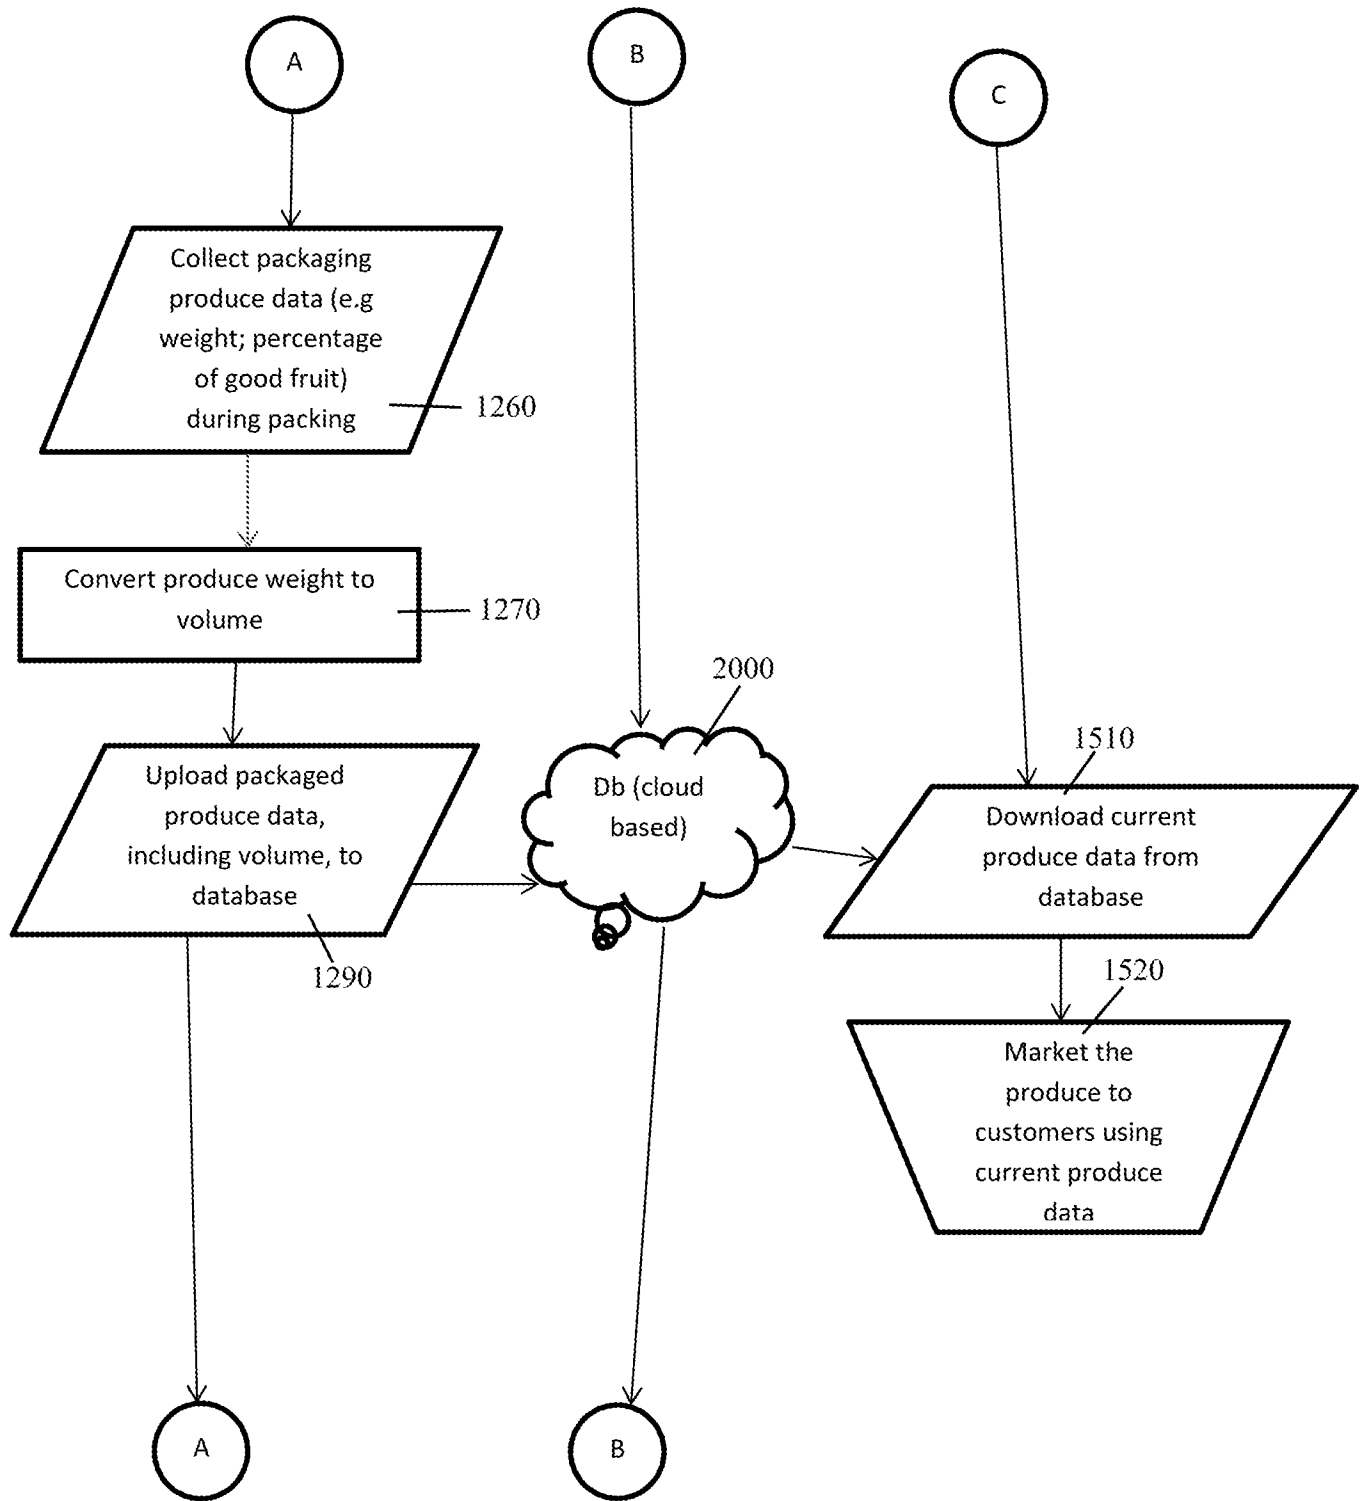 A
B
C
Collect packaging
produce data (e.g
weight; percentage
of good fruit)
during packing
1260
Convert produce weight to
volume
1270
2000
Db (cloud
based)
Upload packaged
produce data,
including volume, to
database
1290
1510
Download current
produce data from
database
1520
Market the
produce to
customers using
current produce
data
A
B